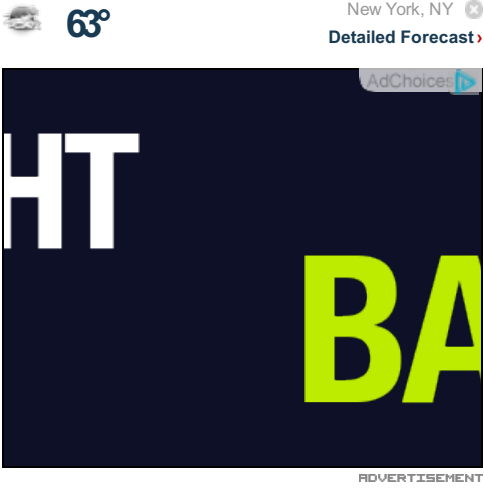 New York, NY
63°
Detailed Forecast ›
AdChoices
HT
BA
ADVERTISEMENT